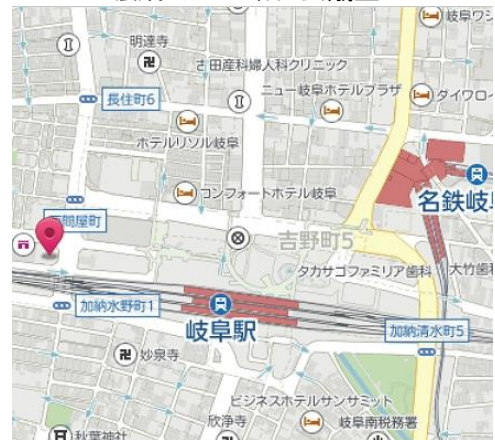 岐阜ワシ
明達寺
さ田産科婦人科クリニック
ニュー岐阜ホテルプラザ
ダイワロイ
長住町6
ホテルリソル岐阜
コンフォートホテル岐阜
名鉄岐阜
問屋町
吉野町5
タカサゴファミリア歯科
大竹歯科
加納水野町1
岐阜駅
加納清水町5
妙泉寺
ビジネスホテルサンサミット
欣浄寺
岐阜南税務署
秋葉神社